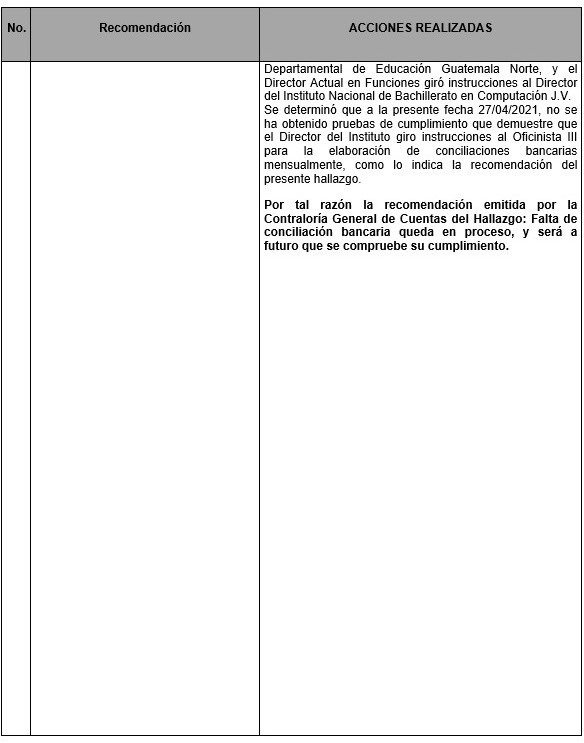 No.
Recomendación
ACCIONES REALIZADAS
Departamental de Educación Guatemala Norte, y el
Director Actual en Funciones giró instrucciones al Director
del Instituto Nacional de Bachillerato en Computación J.V.
Se determinó que a la presente fecha 27/04/2021, no se
ha obtenido pruebas de cumplimiento que demuestre que
el Director del Instituto giro instrucciones al Oficinista III
para la elaboración de conciliaciones bancarias
mensualmente, como lo indica la recomendación del
presente hallazgo.
Por tal razón la recomendación emitida por la
Contraloría General de Cuentas del Hallazgo: Falta de
conciliación bancaria queda en proceso, y será a
futuro que se compruebe su cumplimiento.